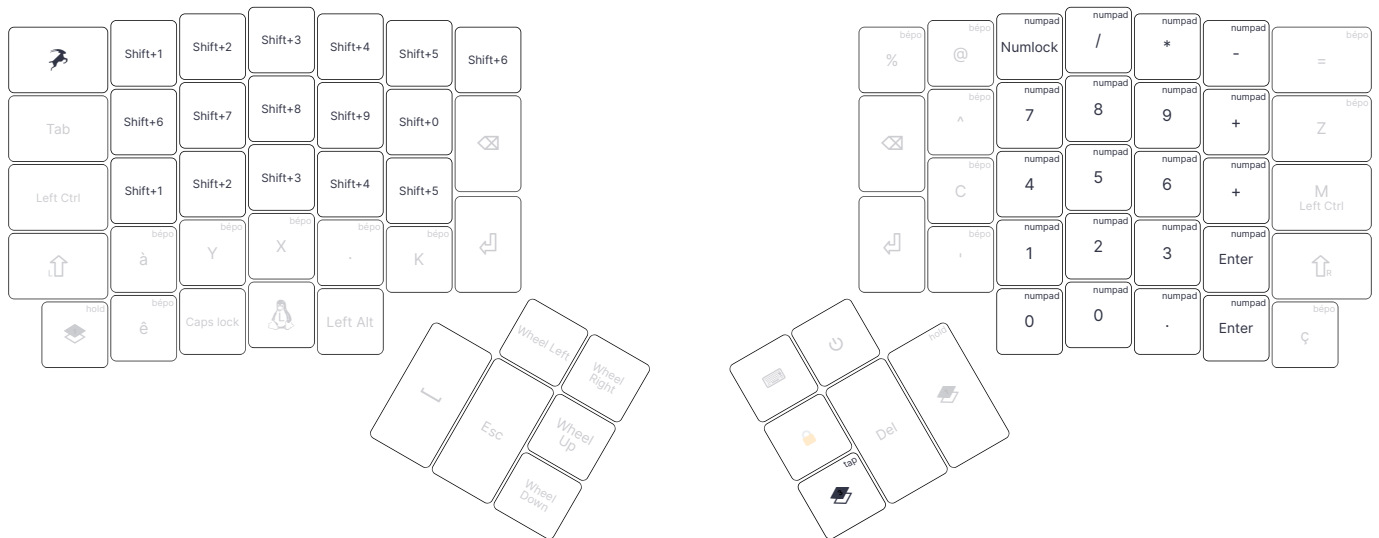 Shift+1
Shift+2
Shift+3
Shift+4
Shift+5
Shift+6
bépo
%
bépo
@
numpad
Numlock
numpad
/
numpad
*
numpad
-
bépo
=
Tab
Shift+6
Shift+7
Shift+8
Shift+9
Shift+0
bépo
^
numpad
7
numpad
8
numpad
9
numpad
+
bépo
Z
Left Ctrl
Shift+1
Shift+2
Shift+3
Shift+4
Shift+5
bépo
C
numpad
4
numpad
5
numpad
6
numpad
+
M
Left Ctrl
L
bépo
à
bépo
Y
bépo
X
bépo
.
bépo
K
bépo
'
numpad
1
numpad
2
numpad
3
numpad
Enter
R
hold
bépo
ê
Caps lock
L
Left Alt
numpad
0
numpad
0
numpad
.
numpad
Enter
bépo
ç
Wheel Left
Wheel
Right
Esc
Wheel
Up
Wheel
Down
hold
Del
tap